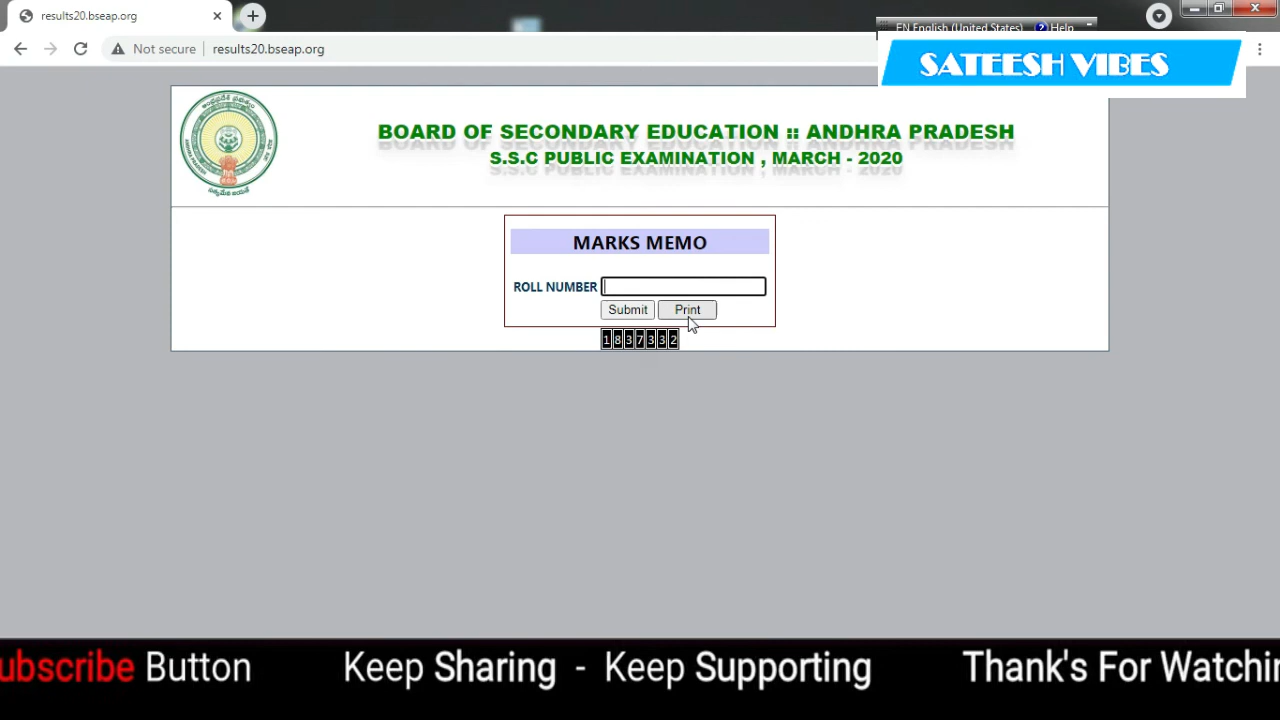 results20.bseap.org
EN English (United States) Help
Not secure results20.bseap.org
SATEESH VIBES
BOARD OF SECONDARY EDUCATION :: ANDHRA PRADESH
S.S.C PUBLIC EXAMINATION , MARCH - 2020
MARKS MEMO
ROLL NUMBER
Submit Print
1837332
ubscribe Button Keep Sharing - Keep Supporting Thank's For Watchin